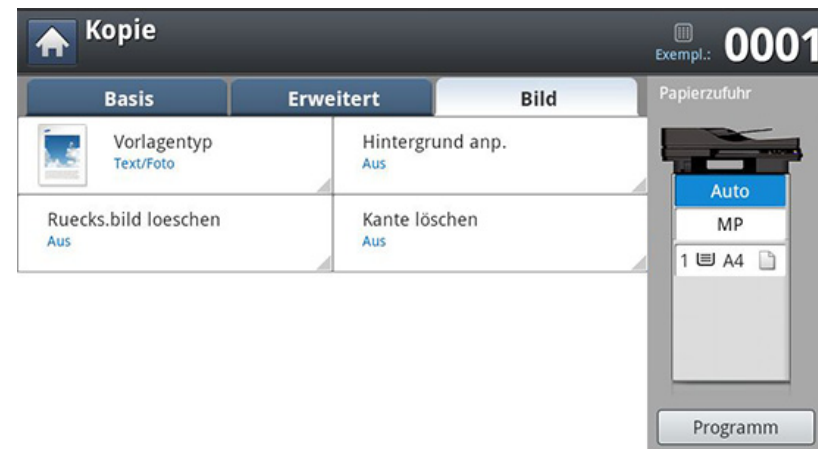 Kopie
Exempl.: 0001
Basis
Erweitert
Bild
Papierzufuhr
Vorlagentyp
Text/Foto
Hintergrund anp.
Aus
Ruecks.bild loeschen
Aus
Kante löschen
Aus
Auto
MP
1 A4
Programm